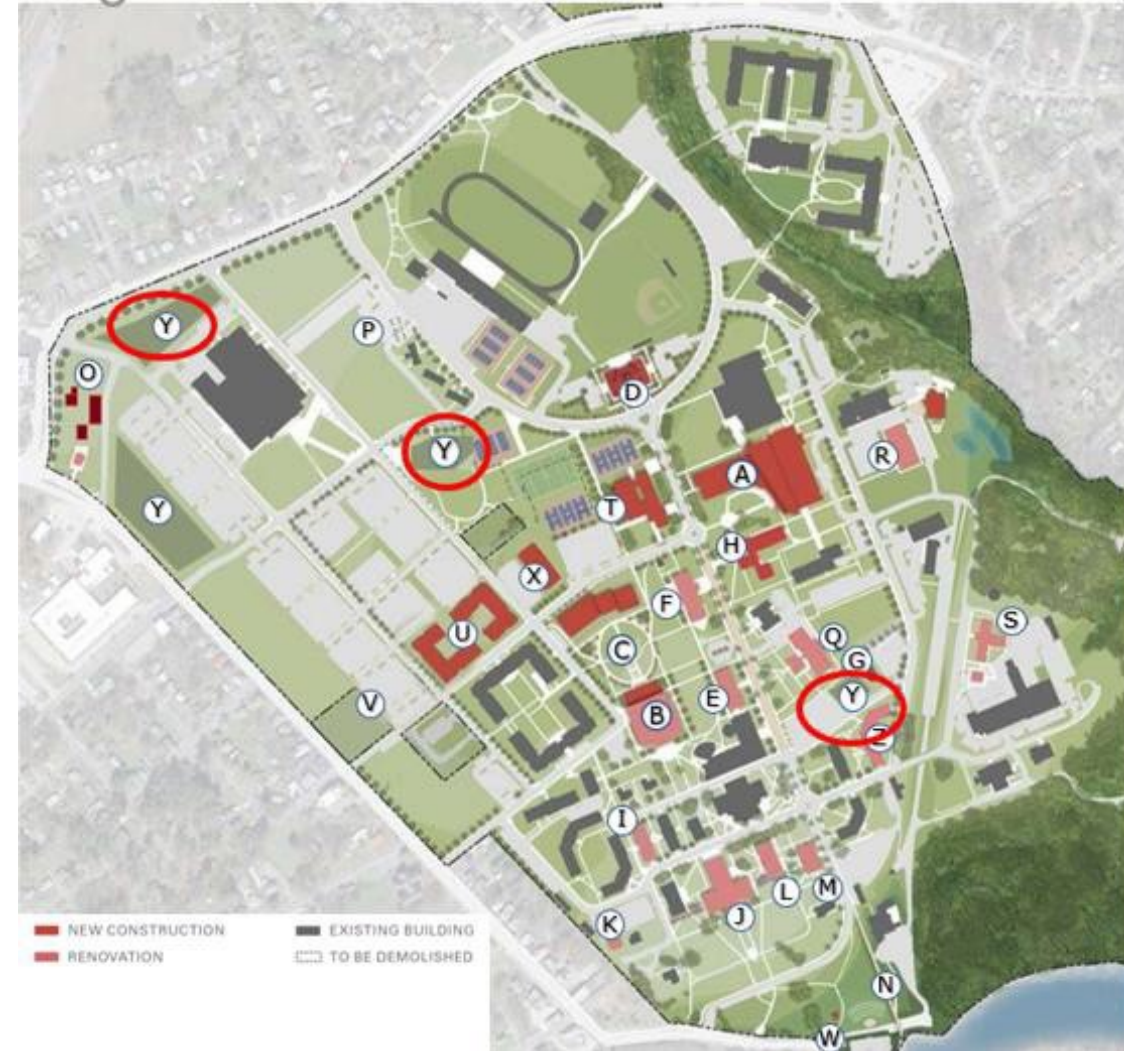 Y
O
P
D
Y
Y
A
R
T
H
X
F
S
U
Q
C
G
V
B
E
Y
Z
I
L
M
K
J
N
W
NEW CONSTRUCTION
EXISTING BUILDING
RENOVATION
TO BE DEMOLISHED